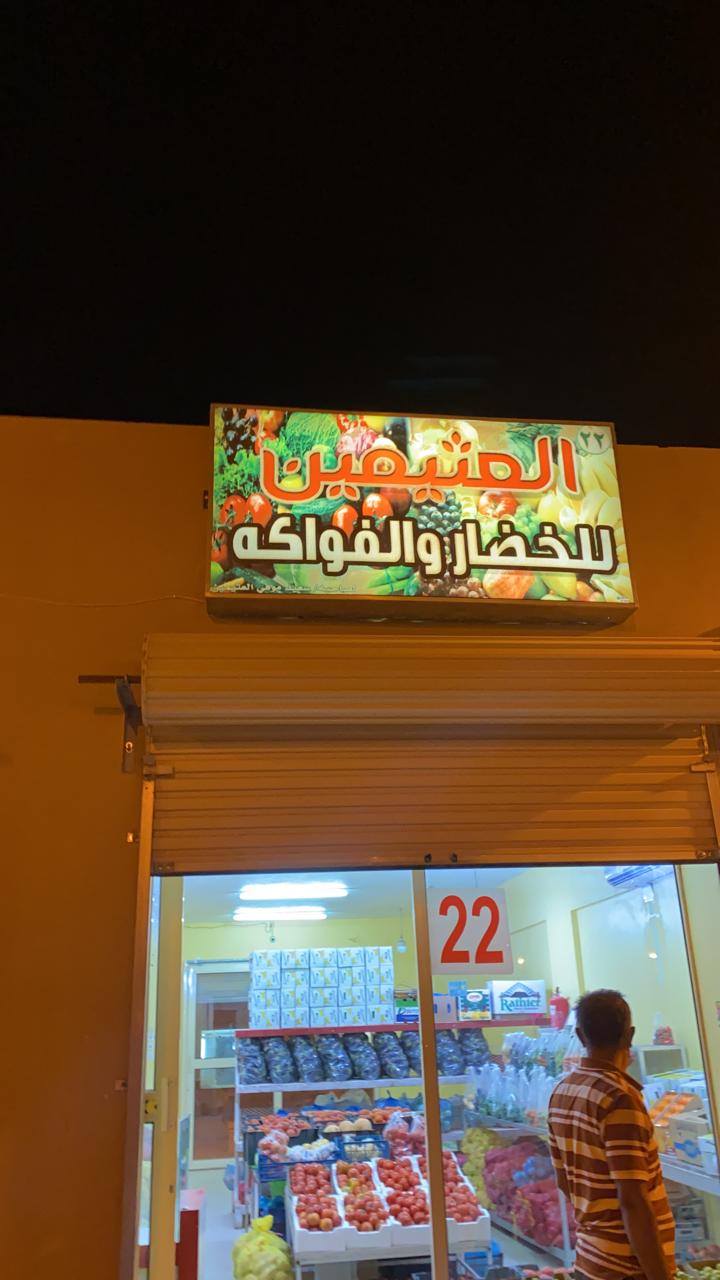 ٢٢
المنيفين
للخضار والفواكه
22
Rathier